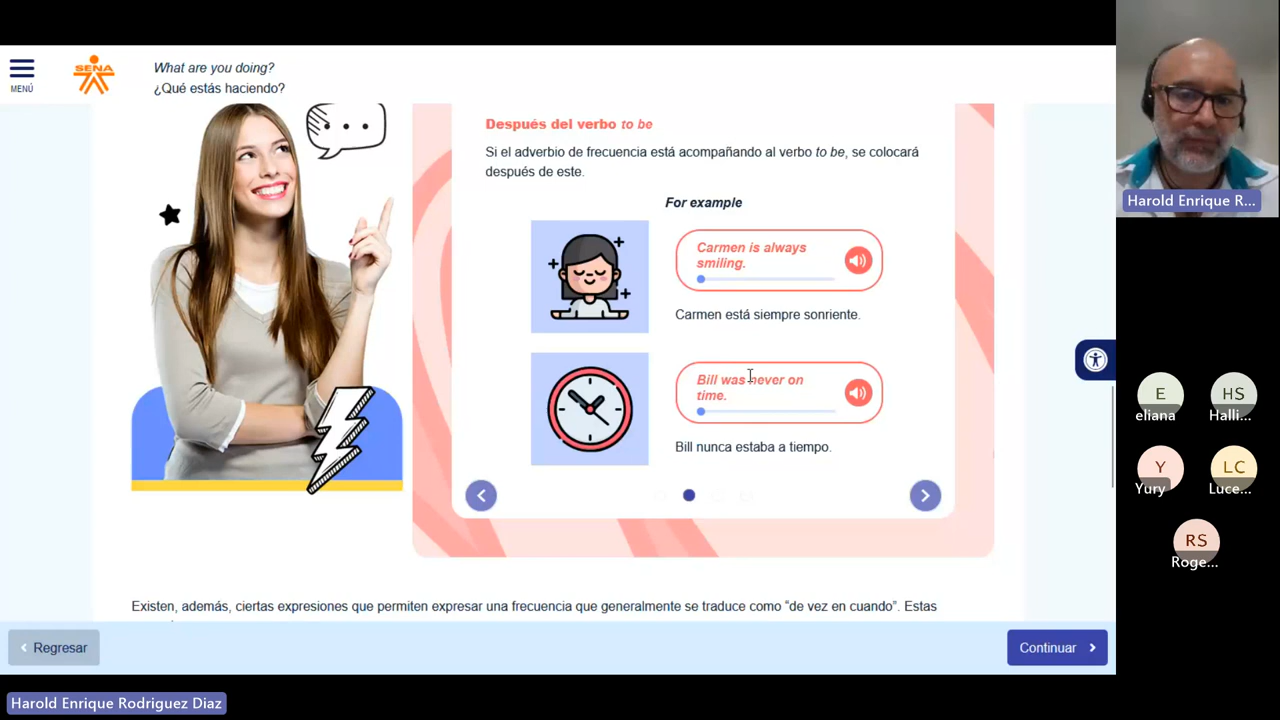 What are you doing?
¿Qué estás haciendo?
MENÚ
SENA
Después del verbo to be
Si el adverbio de frecuencia está acompañando al verbo to be, se colocará
después de este.
For example
Carmen is always
smiling.
Carmen está siempre sonriente.
Bill was never on
time.
Bill nunca estaba a tiempo.
Existen, además, ciertas expresiones que permiten expresar una frecuencia que generalmente se traduce como “de vez en cuando”. Estas
Regresar
Continuar
Harold Enrique Rodriguez Diaz
Harold Enrique R...
E
eliana
HS
Halli...
Y
Yury
LC
Luce...
RS
Roge...